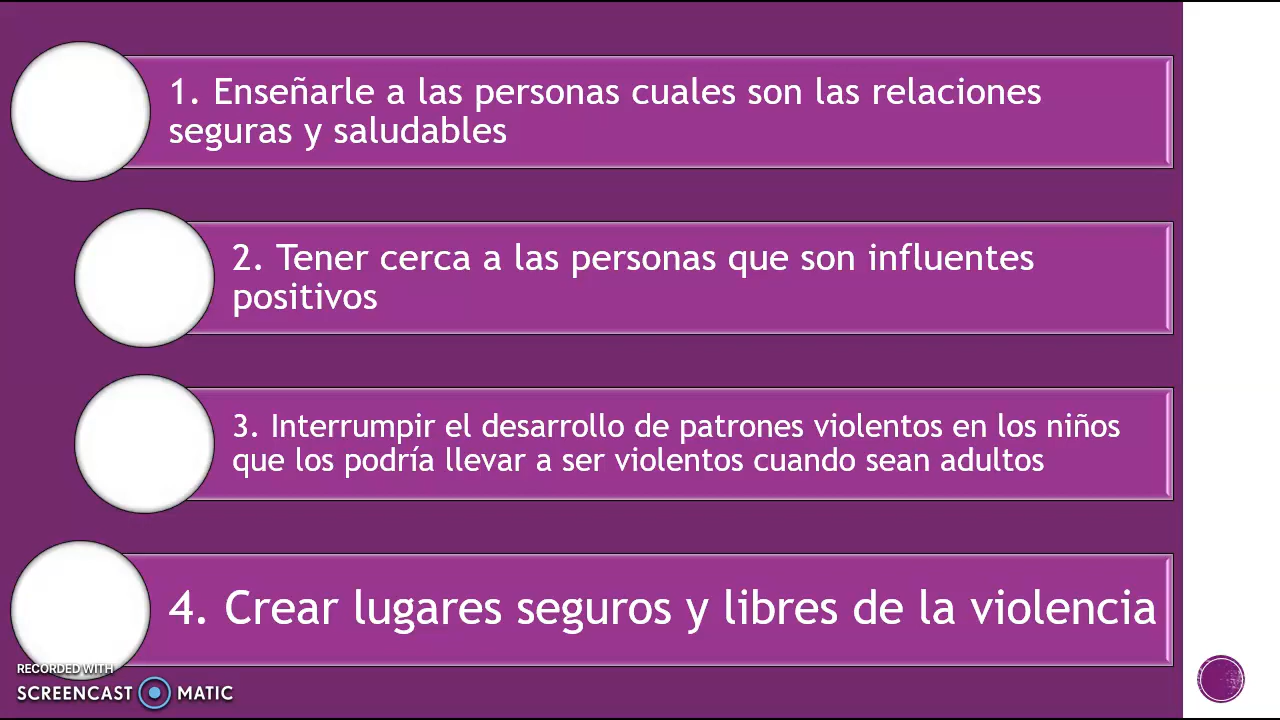 1. Enseñarle a las personas cuales son las relaciones
seguras y saludables
2. Tener cerca a las personas que son influentes
positivos
3. Interrumpir el desarrollo de patrones violentos en los niños
que los podría llevar a ser violentos cuando sean adultos
4. Crear lugares seguros y libres de la violencia
RECORDED WITH
SCREENCAST MATIC